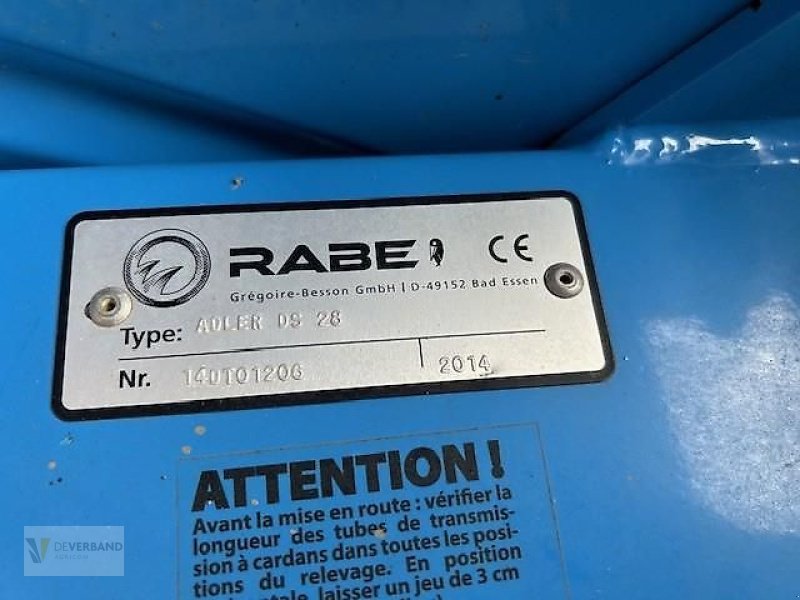 RABE CE
Grégoire-Besson GmbH | D-49152 Bad Essen
Type: ADLER DS 28
Nr. 14DT01206 2014
ATTENTION !
Avant la mise en route : vérifier la
longueur des tubes de transmis-
sion à cardans dans toutes les posi-
tions du relevage. En position
laisser un jeu de 3 cm
DEVERBAND